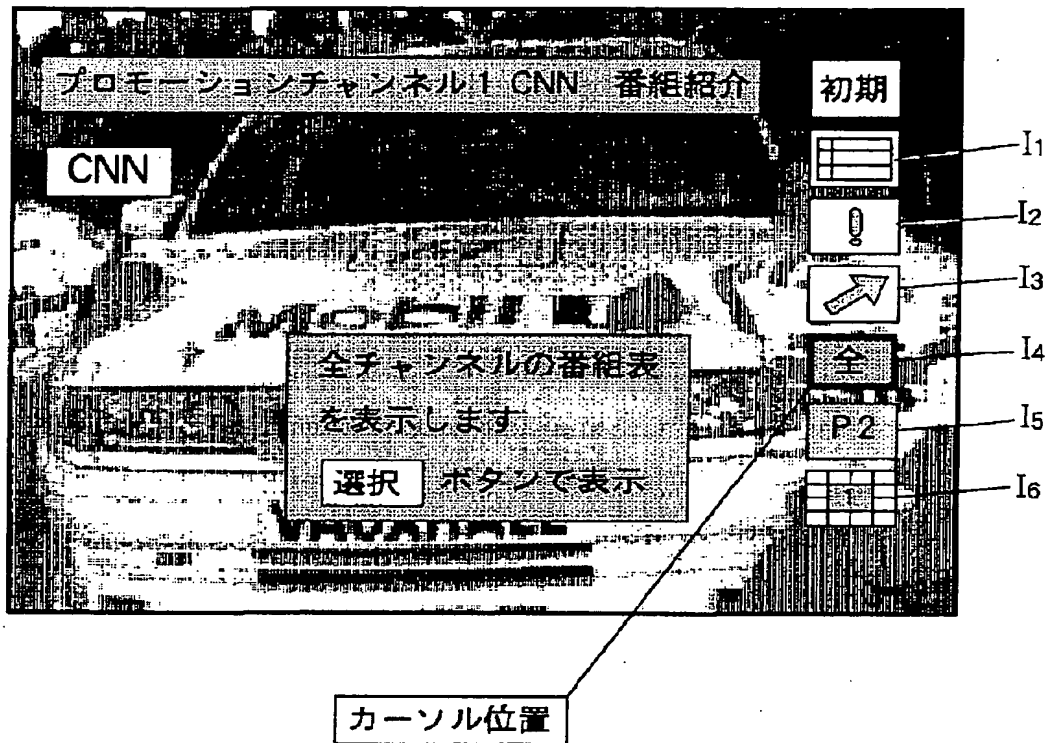 プロモーションチャンネル1 CNN 番組紹介
初期
CNN
I1
I2
I3
全
I4
P2
I5
1
I6
全チャンネルの番組表
を表示します
選択 ボタンで表示
カーソル位置